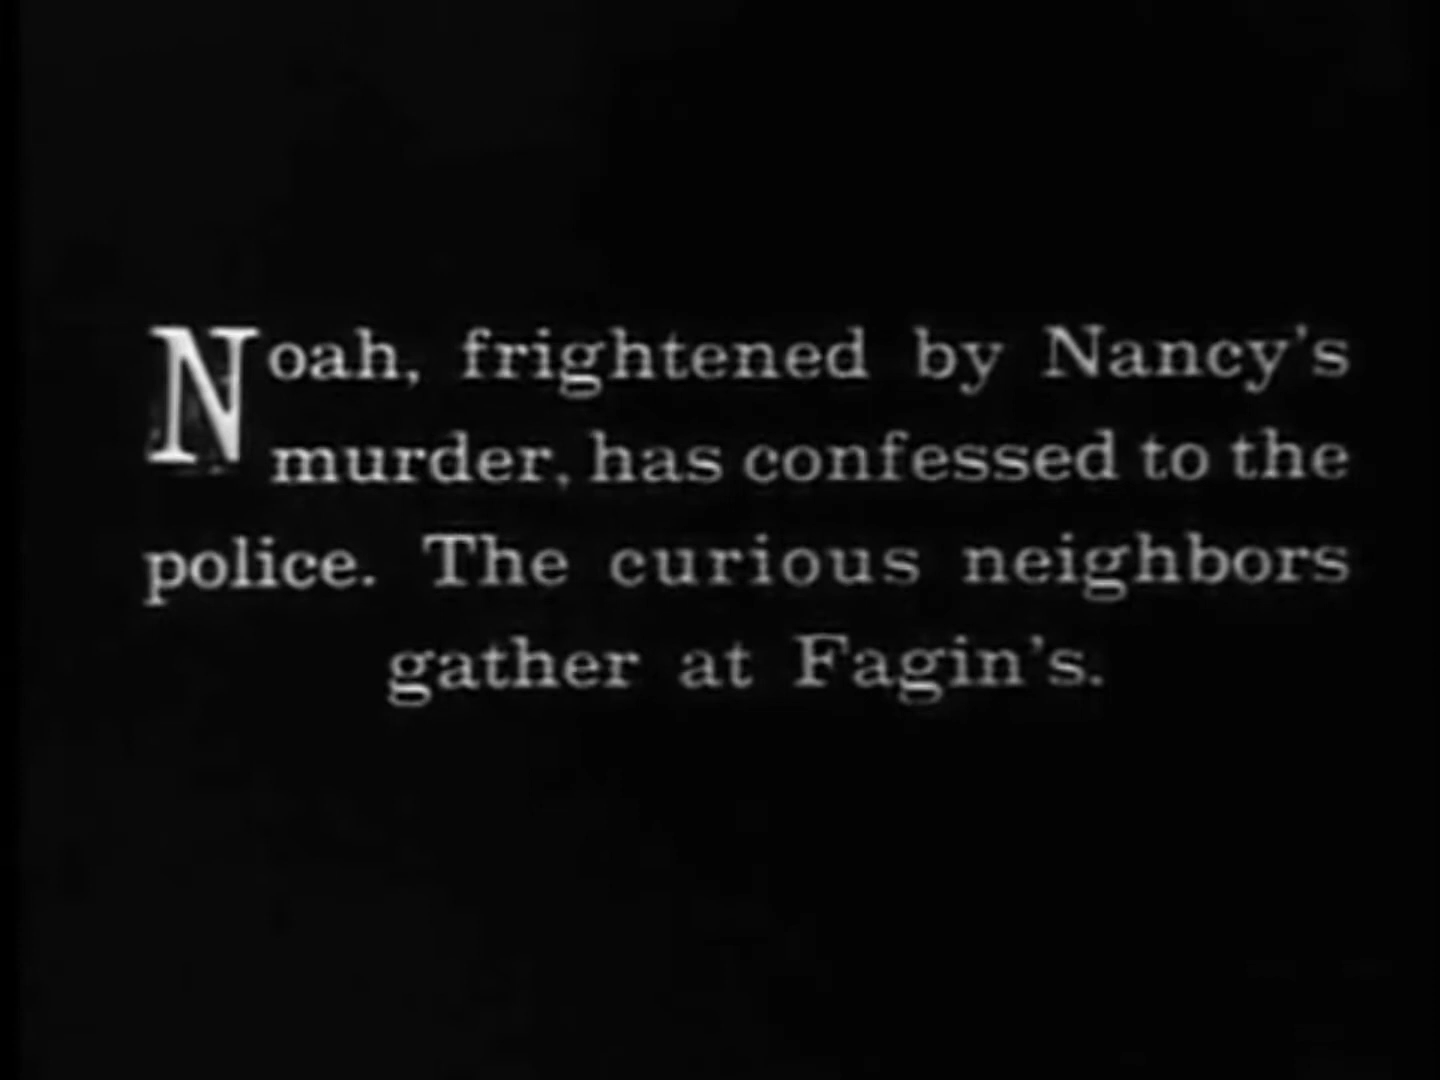 Noah, frightened by Nancy's
murder, has confessed to the
police. The curious neighbors
gather at Fagin's.